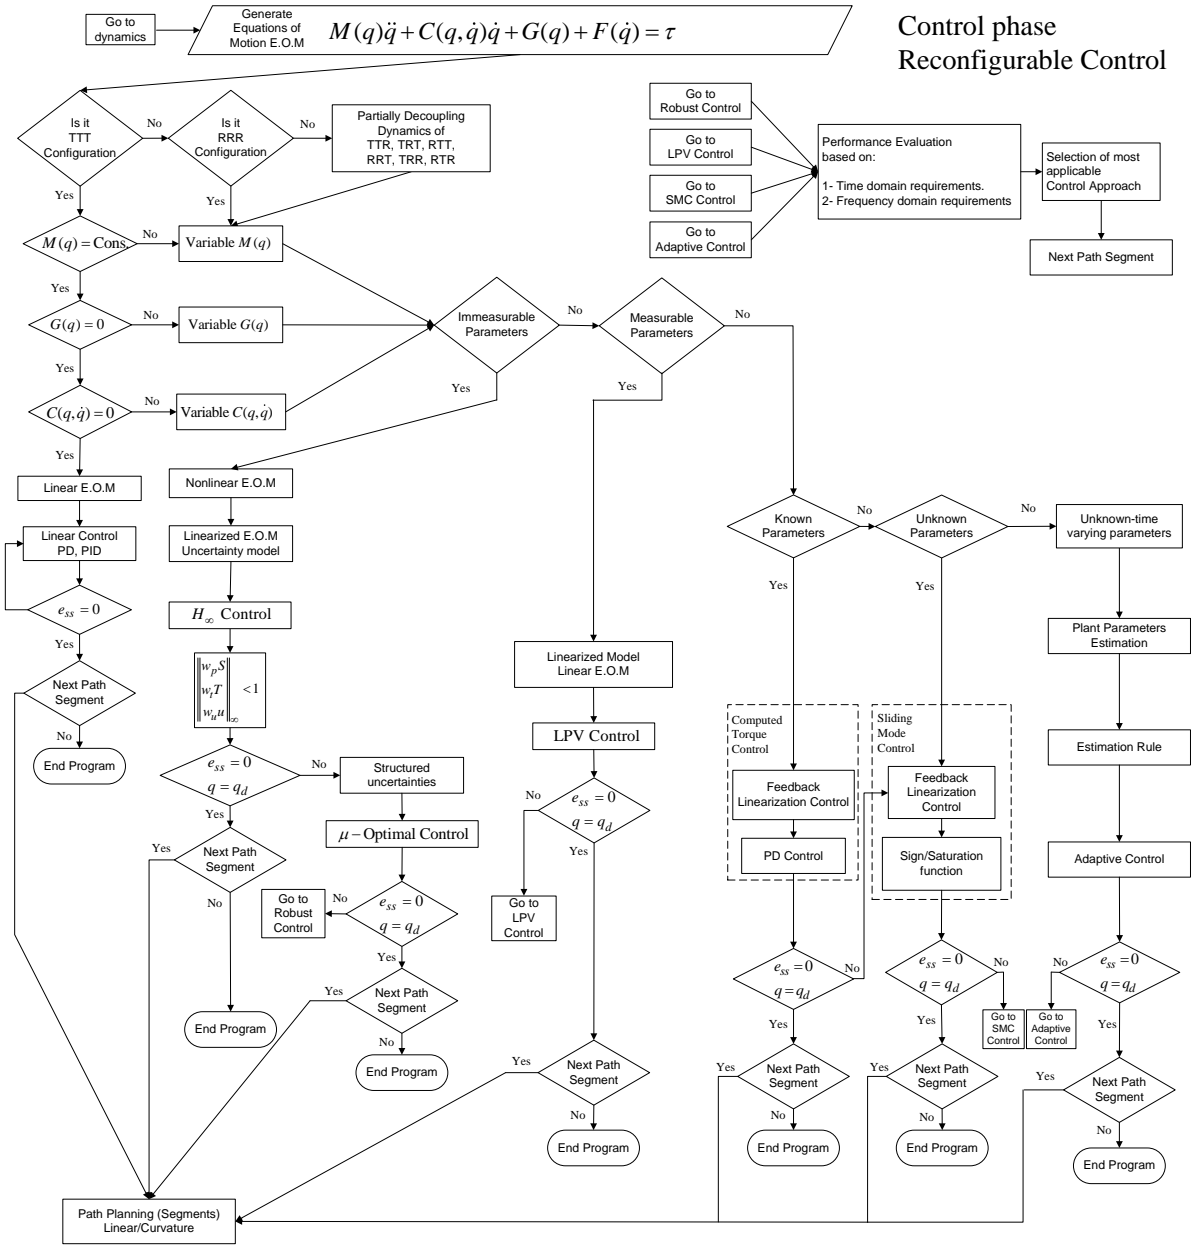 Control phase
Reconfigurable Control
Go to
dynamics
Generate
Equations of
Motion E.O.M
M(q)q̈ + C(q, q̇)q̇ + G(q) + F(q̇) = τ
Is it
TTT
Configuration
No
Is it
RRR
Configuration
No
Partially Decoupling
Dynamics of
TTR, TRT, RTT,
RRT, TRR, RTR
Yes
Yes
Go to
Robust Control
Go to
LPV Control
Go to
SMC Control
Go to
Adaptive Control
Performance Evaluation
based on:
1- Time domain requirements.
2- Frequency domain requirements
Selection of most
applicable
Control Approach
Next Path Segment
M(q) = Cons.
No
Variable M(q)
Yes
G(q) = 0
No
Variable G(q)
Yes
C(q, q̇) = 0
No
Variable C(q, q̇)
Yes
Immeasurable
Parameters
No
Measurable
Parameters
No
Yes
Yes
Linear E.O.M
Linear Control
PD, PID
e_ss = 0
Yes
Next Path
Segment
No
End Program
Nonlinear E.O.M
Linearized E.O.M
Uncertainty model
H∞ Control
‖w_p S
w_t T
w_u u‖∞ < 1
e_ss = 0
q = q_d
No
Structured
uncertainties
Yes
μ – Optimal Control
Yes
Next Path
Segment
No
End Program
e_ss = 0
q = q_d
No
Go to
Robust
Control
Yes
Yes
Next Path
Segment
No
End Program
Linearized Model
Linear E.O.M
LPV Control
e_ss = 0
q = q_d
No
Go to
LPV
Control
Yes
Yes
Next Path
Segment
No
End Program
Known
Parameters
No
Unknown
Parameters
No
Unknown-time
varying parameters
Yes
Yes
Computed
Torque
Control
Feedback
Linearization Control
PD Control
e_ss = 0
q = q_d
No
Yes
Yes
Next Path
Segment
No
End Program
Sliding
Mode
Control
Feedback
Linearization
Control
Sign/Saturation
function
e_ss = 0
q = q_d
No
Go to
SMC
Control
Yes
Yes
Next Path
Segment
No
End Program
Plant Parameters
Estimation
Estimation Rule
Adaptive Control
e_ss = 0
q = q_d
No
Go to
Adaptive
Control
Yes
Yes
Next Path
Segment
No
End Program
Path Planning (Segments)
Linear/Curvature